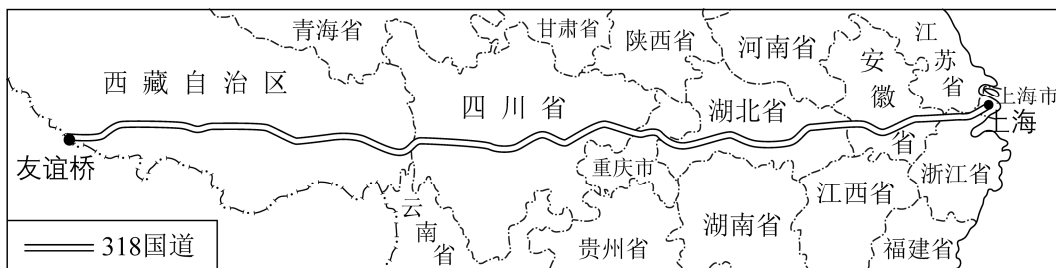 青海省
甘肃省
陕西省
河南省
安徽省
江苏省
西藏自治区
四川省
湖北省
上海市
上海
友谊桥
重庆市
浙江省
江西省
云南省
湖南省
贵州省
福建省
318国道